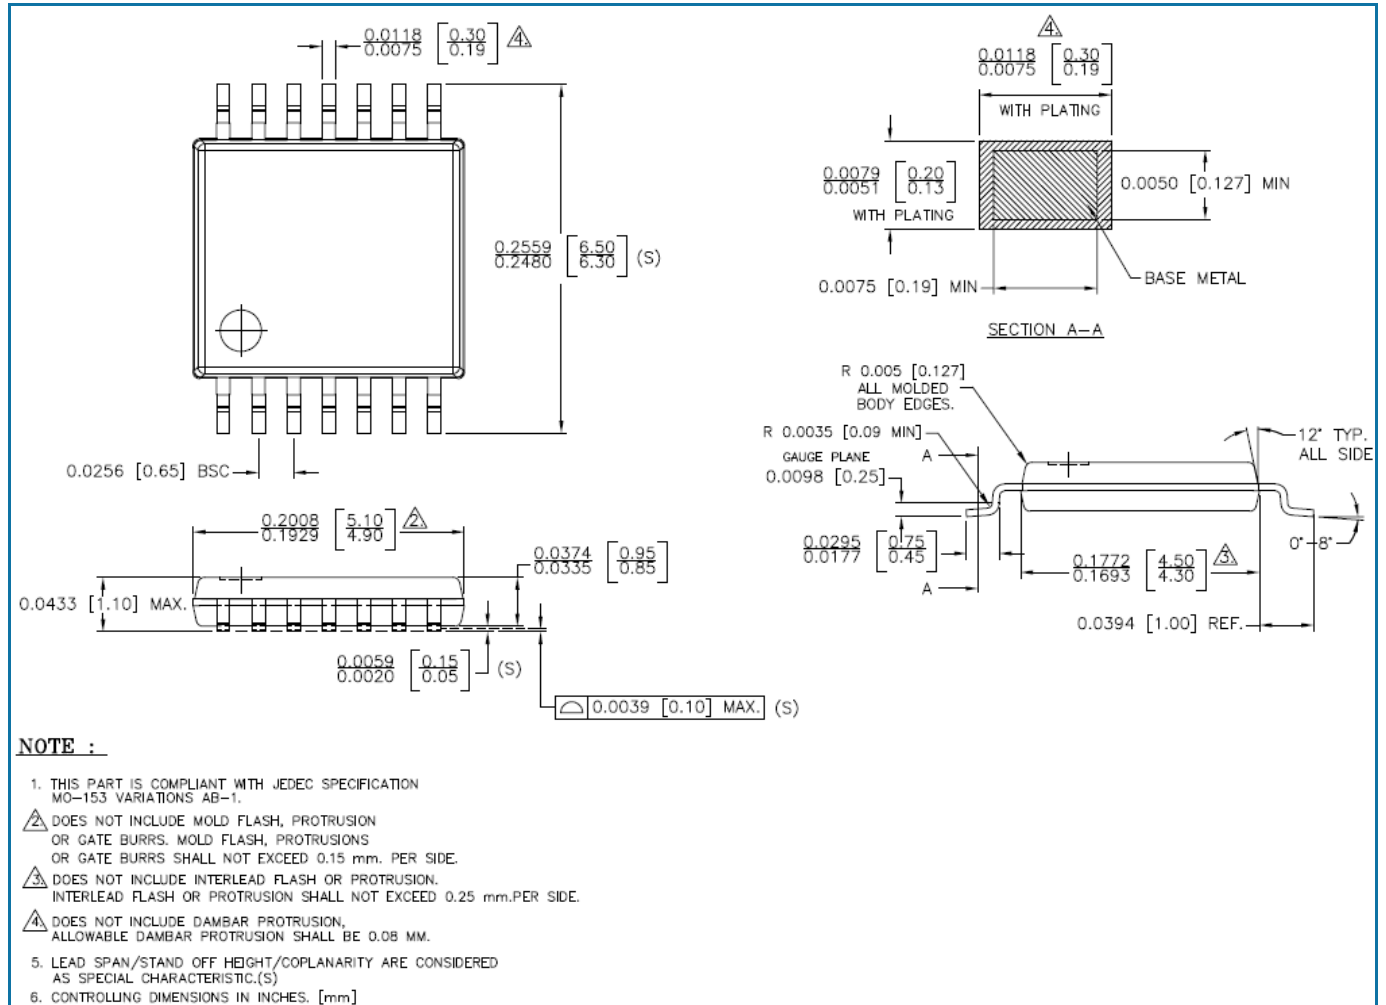 0.0118 [0.30] 4.
0.0075 [0.19]
0.2559 [6.50] (S)
0.2480 [6.30]
0.0256 [0.65] BSC
0.2008 [5.10] 2.
0.1929 [4.90]
0.0374 [0.95]
0.0335 [0.85]
0.0433 [1.10] MAX.
0.0059 [0.15] (S)
0.0020 [0.05]
0.0039 [0.10] MAX. (S)
4.
0.0118 [0.30]
0.0075 [0.19]
WITH PLATING
0.0079 [0.20]
0.0051 [0.13]
WITH PLATING
0.0050 [0.127] MIN
0.0075 [0.19] MIN
BASE METAL
SECTION A-A
R 0.005 [0.127]
ALL MOLDED
BODY EDGES.
R 0.0035 [0.09 MIN]
GAUGE PLANE
0.0098 [0.25]
A
12° TYP.
ALL SIDE
0.0295 [0.75]
0.0177 [0.45]
A
0°-8°
0.1772 [4.50] 3.
0.1693 [4.30]
0.0394 [1.00] REF.
NOTE :
1. THIS PART IS COMPLIANT WITH JEDEC SPECIFICATION
MO-153 VARIATIONS AB-1.
2. DOES NOT INCLUDE MOLD FLASH, PROTRUSION
OR GATE BURRS. MOLD FLASH, PROTRUSIONS
OR GATE BURRS SHALL NOT EXCEED 0.15 mm. PER SIDE.
3. DOES NOT INCLUDE INTERLEAD FLASH OR PROTRUSION.
INTERLEAD FLASH OR PROTRUSION SHALL NOT EXCEED 0.25 mm.PER SIDE.
4. DOES NOT INCLUDE DAMBAR PROTRUSION,
ALLOWABLE DAMBAR PROTRUSION SHALL BE 0.08 MM.
5. LEAD SPAN/STAND OFF HEIGHT/COPLANARITY ARE CONSIDERED
AS SPECIAL CHARACTERISTIC.(S)
6. CONTROLLING DIMENSIONS IN INCHES. [mm]